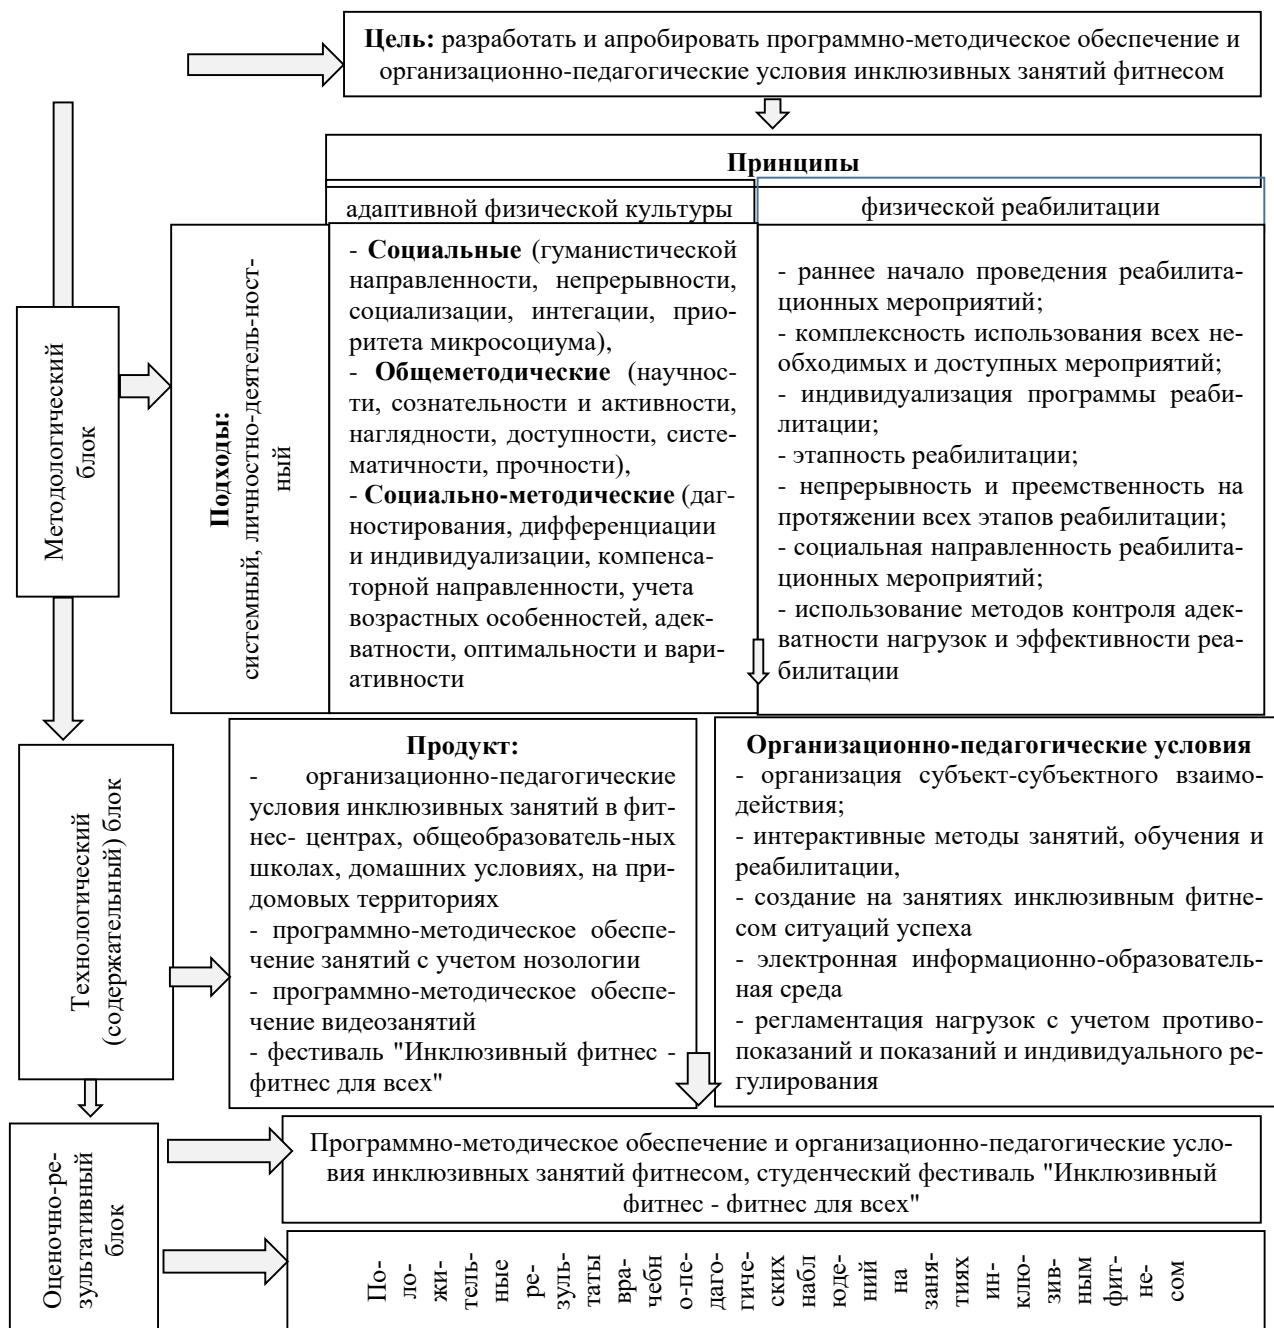 Цель: разработать и апробировать программно-методическое обеспечение и
организационно-педагогические условия инклюзивных занятий фитнесом
Принципы
адаптивной физической культуры
физической реабилитации
Методологический
блок
Подходы:
системный, личностно-деятель-ност-
ный
- Социальные (гуманистической
направленности, непрерывности,
социализации, интегации, прио-
ритета микросоциума),
- Общеметодические (научнос-
ти, сознательности и активности,
наглядности, доступности, систе-
матичности, прочности),
- Социально-методические (даг-
ностирования, дифференциации
и индивидуализации, компенса-
торной направленности, учета
возрастных особенностей, адек-
ватности, оптимальности и вари-
ативности
- раннее начало проведения реабилита-
ционных мероприятий;
- комплексность использования всех не-
обходимых и доступных мероприятий;
- индивидуализация программы реаби-
литации;
- этапность реабилитации;
- непрерывность и преемственность на
протяжении всех этапов реабилитации;
- социальная направленность реабилита-
ционных мероприятий;
- использование методов контроля адек-
ватности нагрузок и эффективности реа-
билитации
Технологический
(содержательный) блок
Продукт:
- организационно-педагогические
условия инклюзивных занятий в фит-
нес- центрах, общеобразователь-ных
школах, домашних условиях, на при-
домовых территориях
- программно-методическое обеспе-
чение занятий с учетом нозологии
- программно-методическое обеспе-
чение видеозанятий
- фестиваль "Инклюзивный фитнес -
фитнес для всех"
Организационно-педагогические условия
- организация субъект-субъектного взаимо-
действия;
- интерактивные методы занятий, обучения и
реабилитации,
- создание на занятиях инклюзивным фитне-
сом ситуаций успеха
- электронная информационно-образователь-
ная среда
- регламентация нагрузок с учетом противо-
показаний и показаний и индивидуального ре-
гулирования
Оценочно-ре-
зультативный
блок
Программно-методическое обеспечение и организационно-педагогические усло-
вия инклюзивных занятий фитнесом, студенческий фестиваль "Инклюзивный
фитнес - фитнес для всех"
По-
ло-
жи-
тель-
ные
ре-
зуль-
таты
вра-
чебн
о-пе-
даго-
гиче-
ских
набл
юде-
ний
на
заня-
тиях
ин-
клю-
зив-
ным
фит-
не-
сом